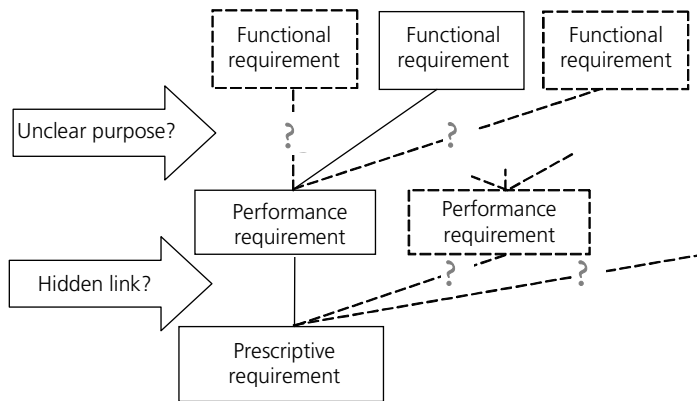 Functional
requirement
Functional
requirement
Functional
requirement
Unclear purpose?
?
?
Performance
requirement
Performance
requirement
Hidden link?
?
?
Prescriptive
requirement